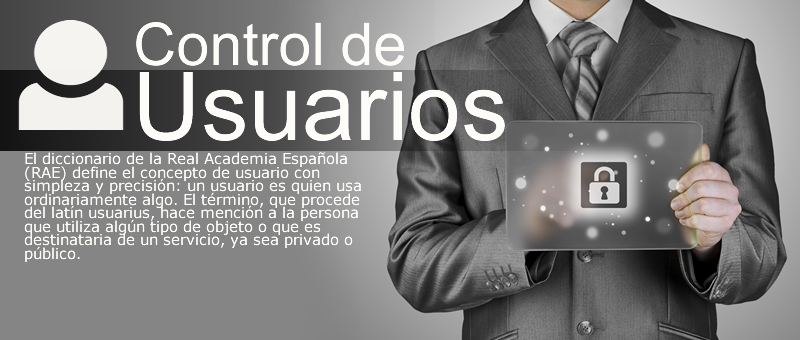 Control de
Usuarios
El diccionario de la Real Academia Española
(RAE) define el concepto de usuario con
simpleza y precisión: un usuario es quien usa
ordinariamente algo. El término, que procede
del latín usuarius, hace mención a la persona
que utiliza algún tipo de objeto o que es
destinataria de un servicio, ya sea privado o
público.